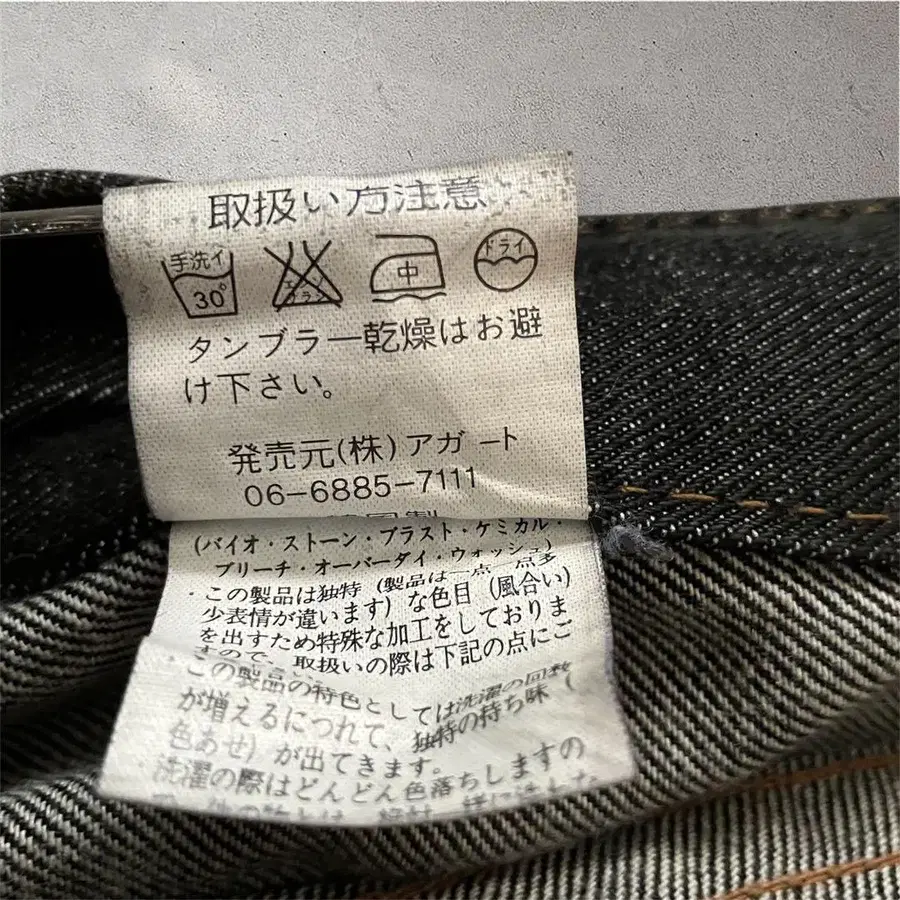 取扱い方注意
手洗イ
30°
エンソ
フラシ
中
ドライ
タンブラー乾燥はお避
け下さい。
発売元(株)アガート
06-6885-7111
(バイオ・ストーン・ブラスト・ケミカル・
ブリーチ・オーバーダイ・ウォッシュ)
・この製品は独特(製品は一点一点多
少表情が違います)な色目(風合い)
を出すため特殊な加工をしておりま
すので、取扱いの際は下記の点にご
・この製品の特色としては洗濯の回数
が増えるにつれて、独特の持ち味(
色あせ)が出てきます。
洗濯の際はどんどん色落ちしますの